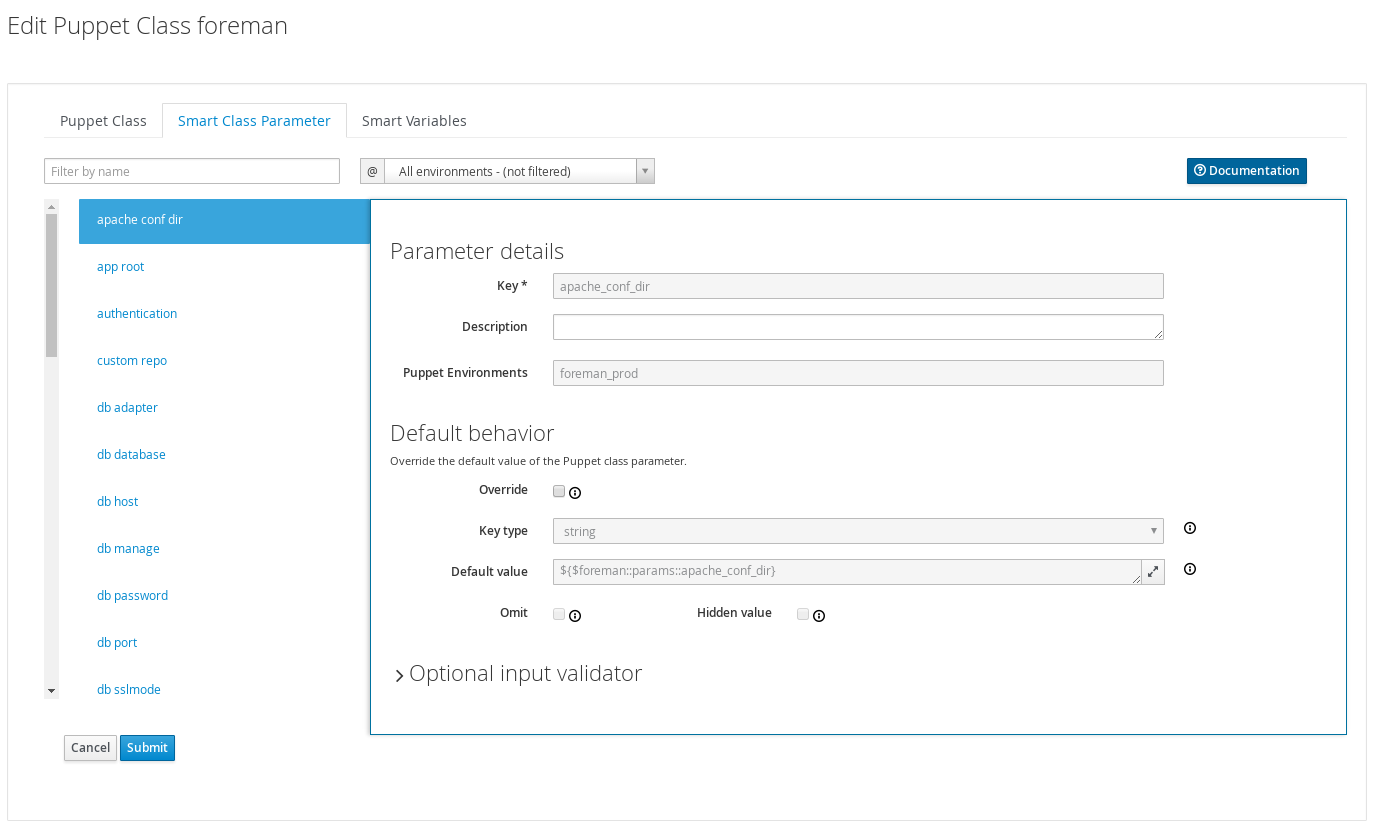 Edit Puppet Class foreman
Puppet Class
Smart Class Parameter
Smart Variables
Filter by name
@
All environments - (not filtered)
Documentation
apache conf dir
app root
authentication
custom repo
db adapter
db database
db host
db manage
db password
db port
db sslmode
Parameter details
Key *
apache_conf_dir
Description
Puppet Environments
foreman_prod
Default behavior
Override the default value of the Puppet class parameter.
Override
Key type
string
Default value
${$foreman::params::apache_conf_dir}
Omit
Hidden value
Optional input validator
Cancel
Submit